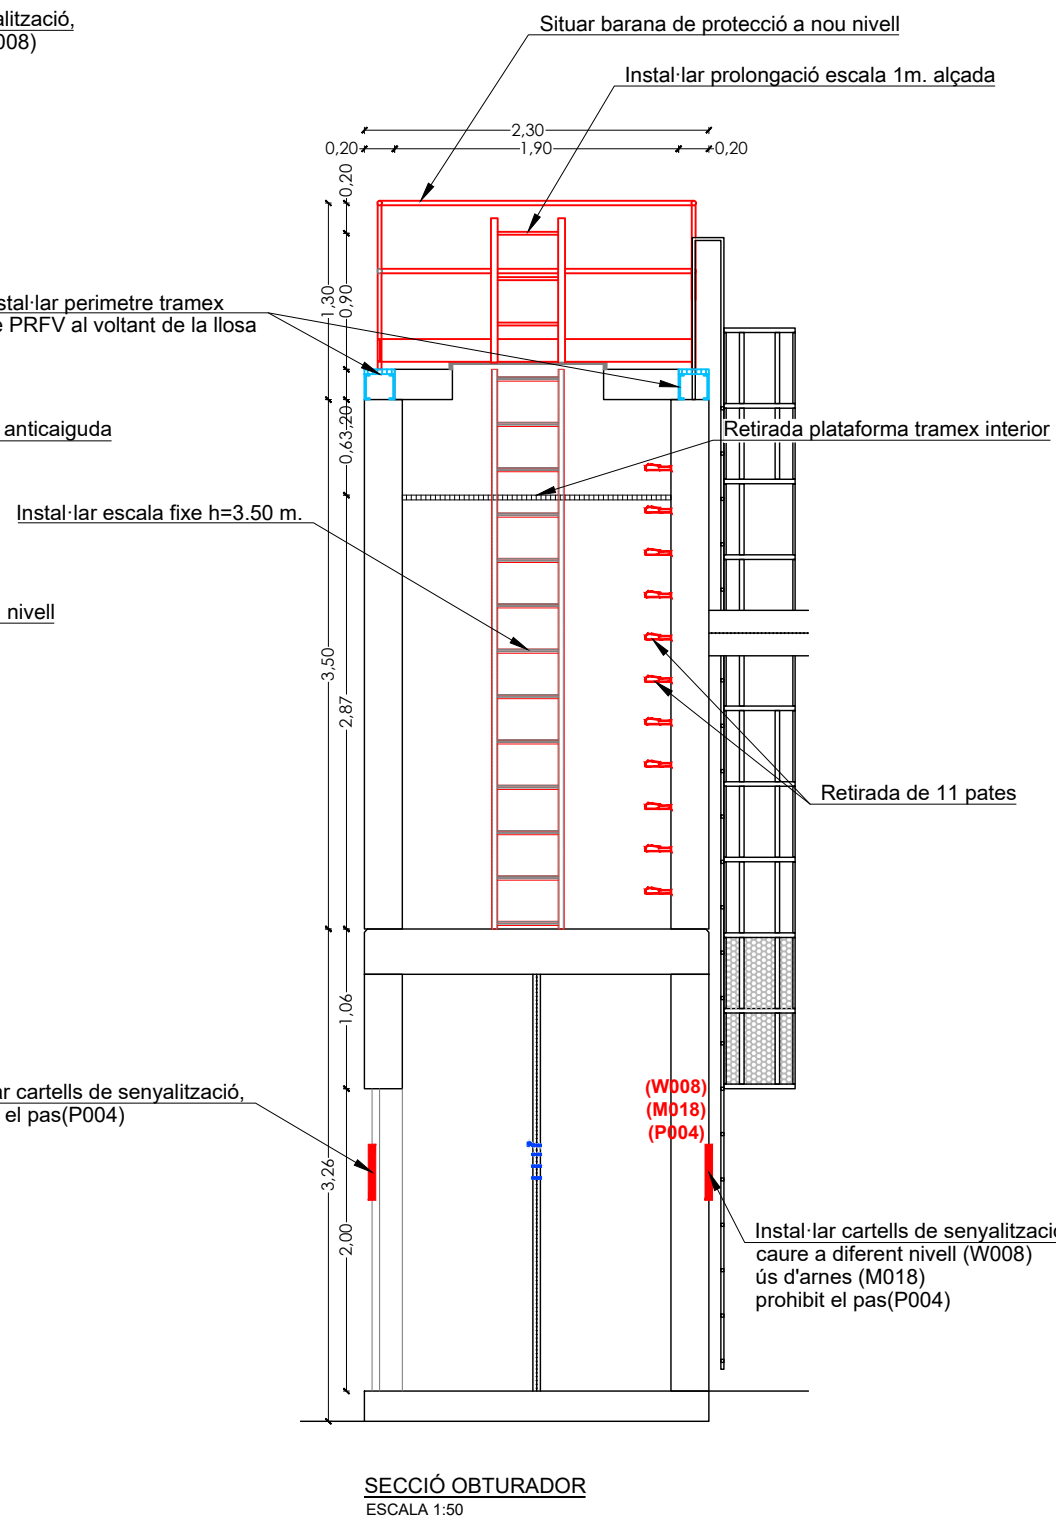 alització,
008)
Situar barana de protecció a nou nivell
Instal·lar prolongació escala 1m. alçada
2,30
0,20
1,90
0,20
0,20
1,30
0,90
stal·lar perimetre tramex
e PRFV al voltant de la llosa
anticaiguda
0,63,20
Retirada plataforma tramex interior
Instal·lar escala fixe h=3.50 m.
nivell
3,50
2,87
Retirada de 11 pates
1,06
ar cartells de senyalització,
el pas(P004)
(W008)
(M018)
(P004)
3,26
2,00
Instal·lar cartells de senyalització
caure a diferent nivell (W008)
ús d'arnes (M018)
prohibit el pas(P004)
SECCIÓ OBTURADOR
ESCALA 1:50